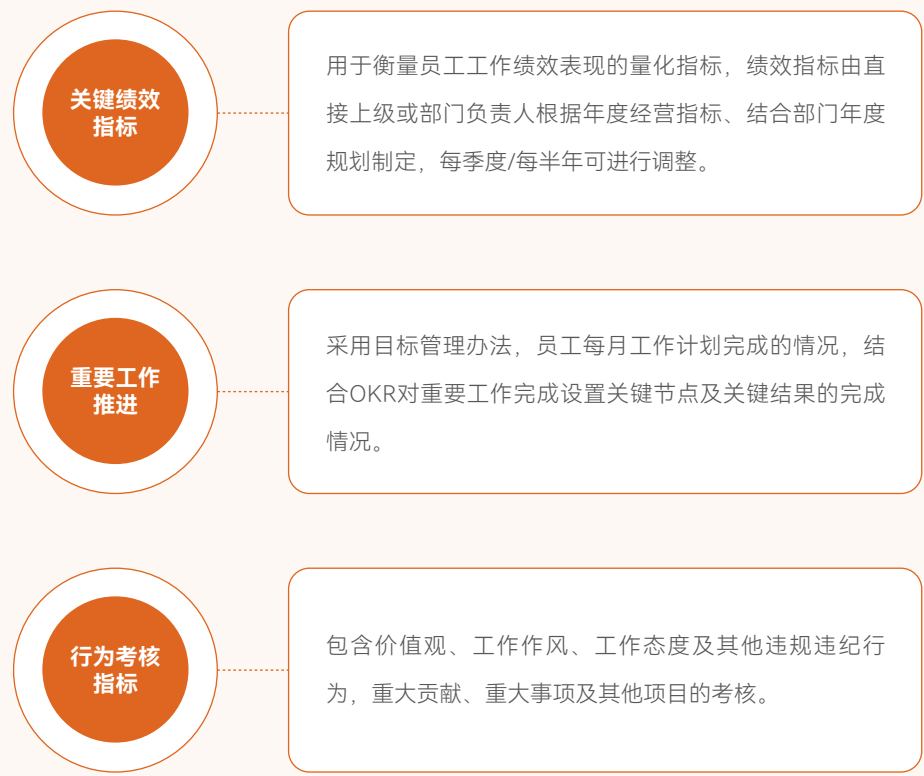 关键绩效
指标
用于衡量员工工作绩效表现的量化指标，绩效指标由直
接上级或部门负责人根据年度经营指标、结合部门年度
规划制定，每季度/每半年可进行调整。
重要工作
推进
采用目标管理办法，员工每月工作计划完成的情况，结
合OKR对重要工作完成设置关键节点及关键结果的完成
情况。
行为考核
指标
包含价值观、工作作风、工作态度及其他违规违纪行
为，重大贡献、重大事项及其他项目的考核。